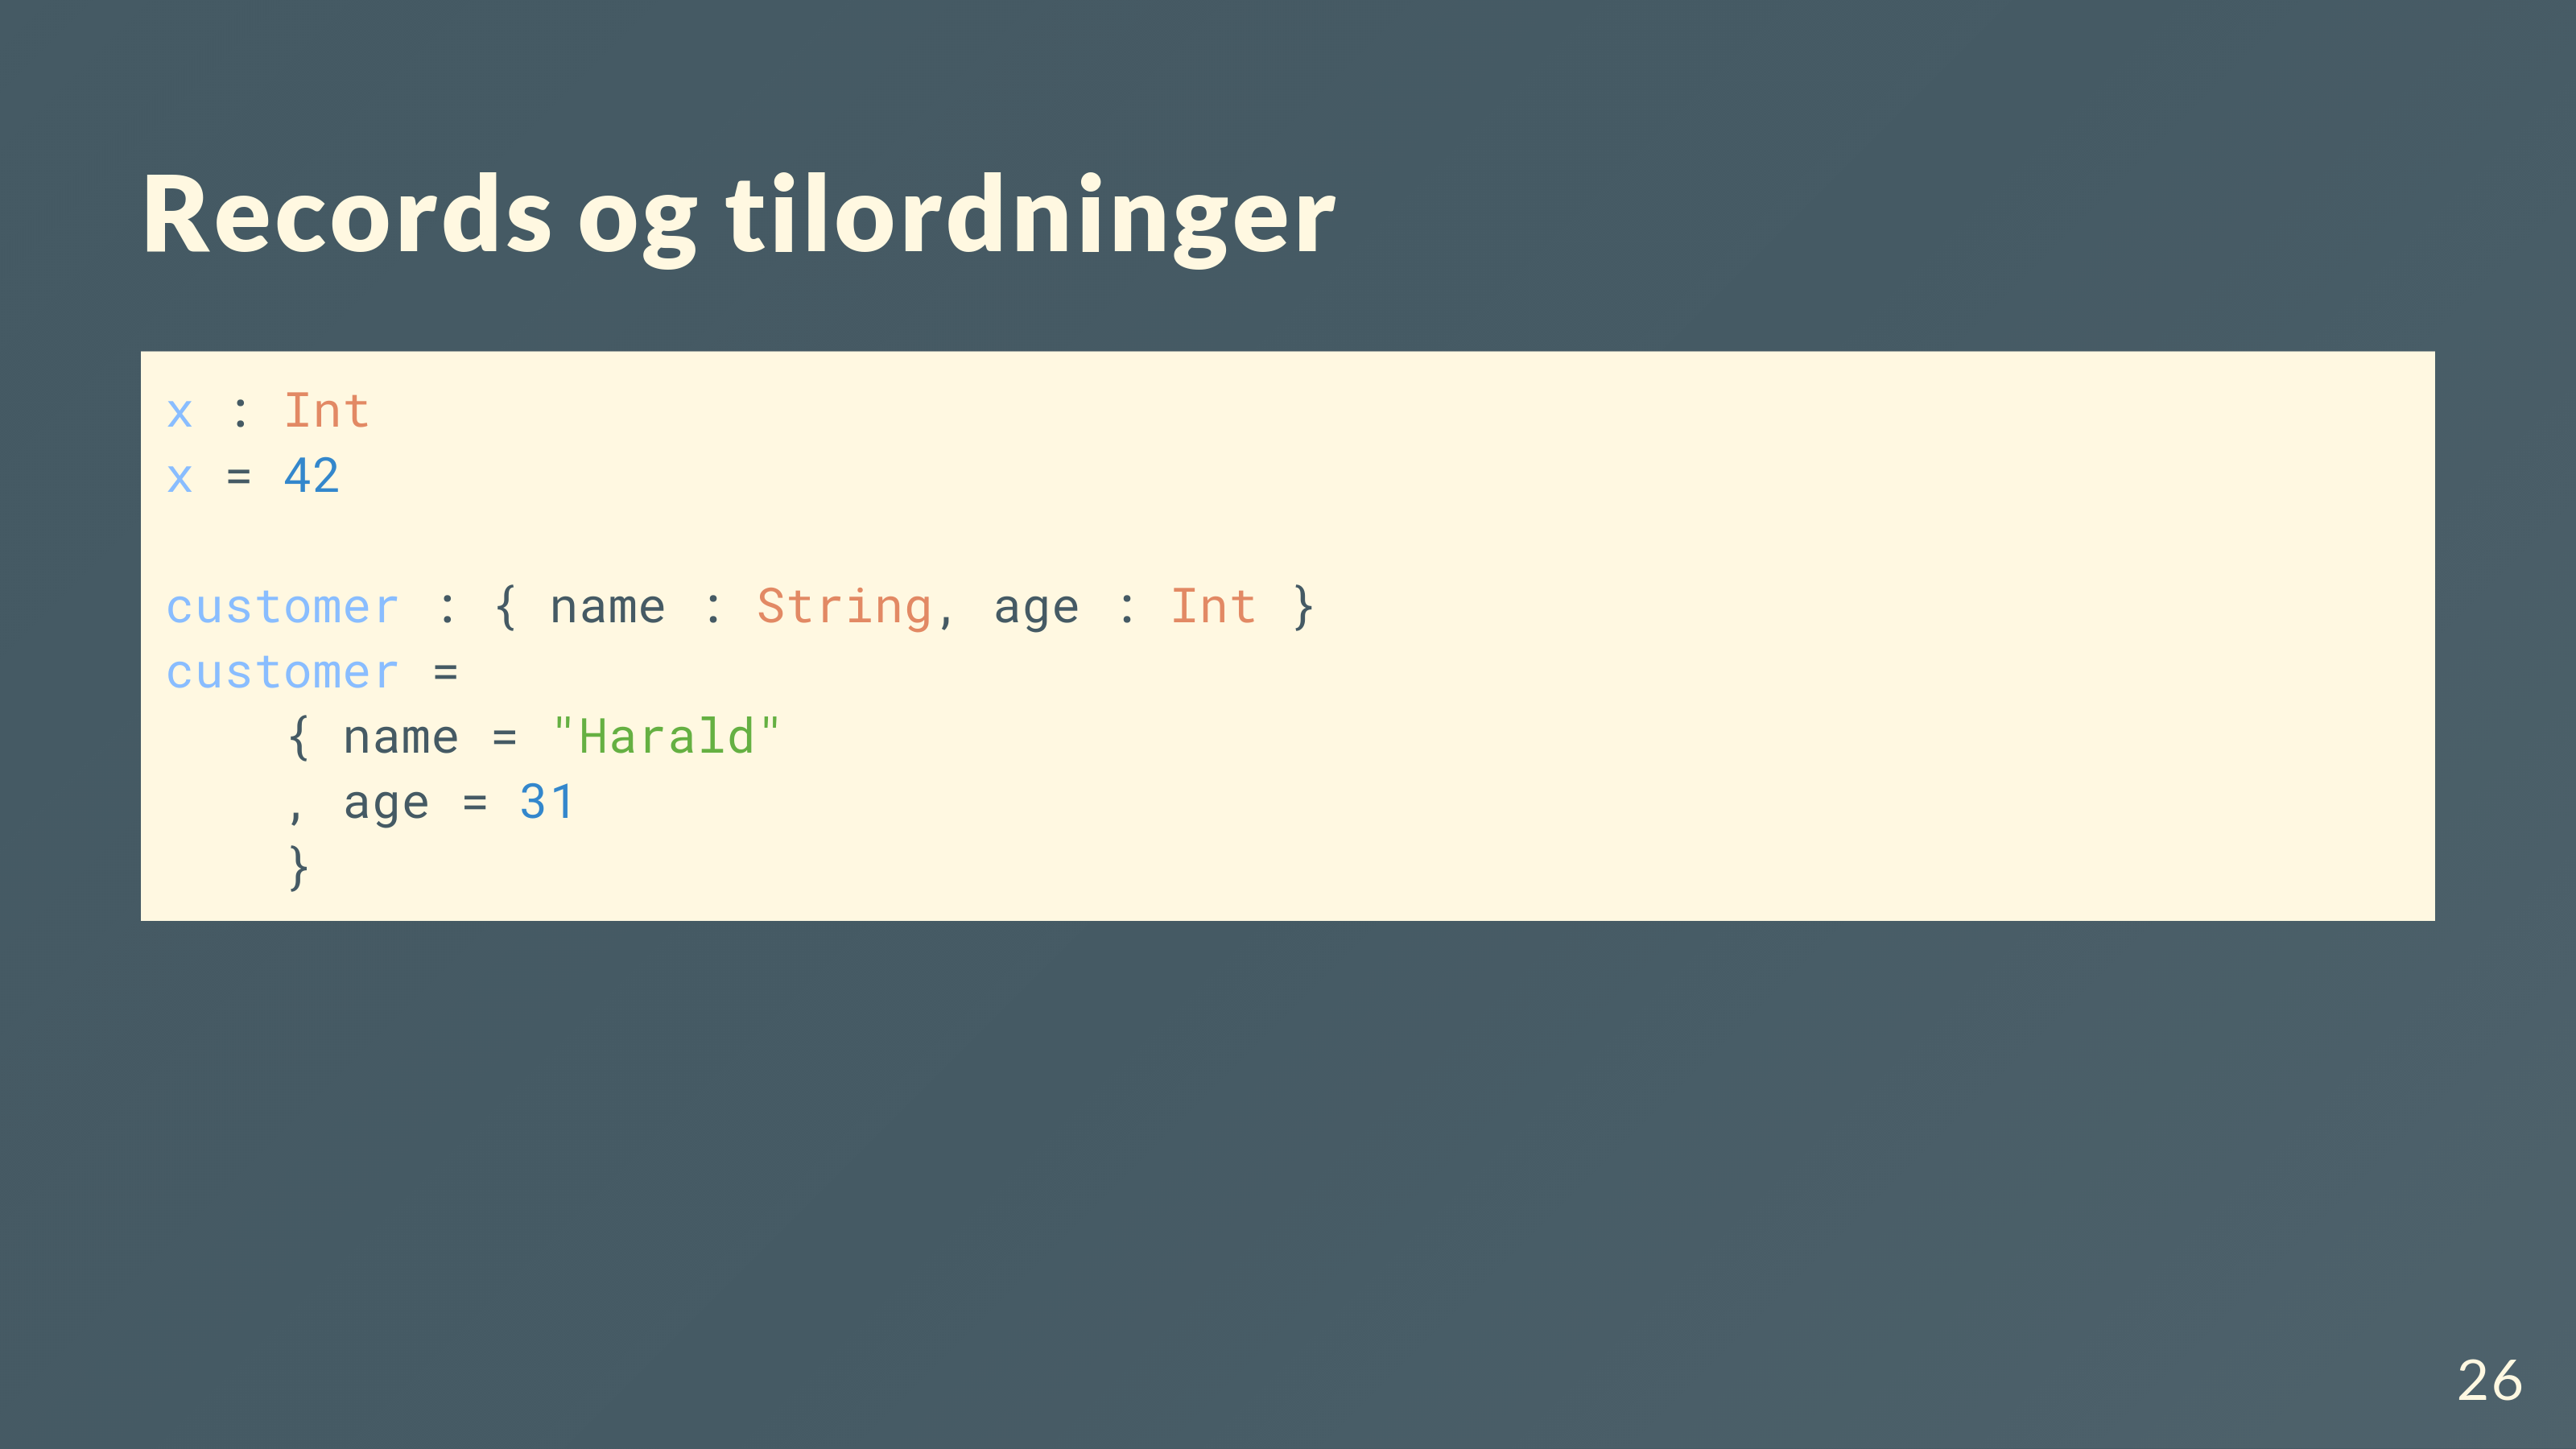 Records og tilordninger
x : Int
x = 42

customer : { name : String, age : Int }
customer =
    { name = "Harald"
    , age = 31
    }
26